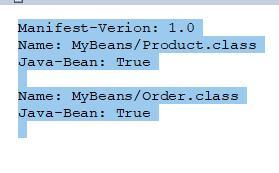 Manifest-Verion: 1.0
Name: MyBeans/Product.class
Java-Bean: True
Name: MyBeans/Order.class
Java-Bean: True